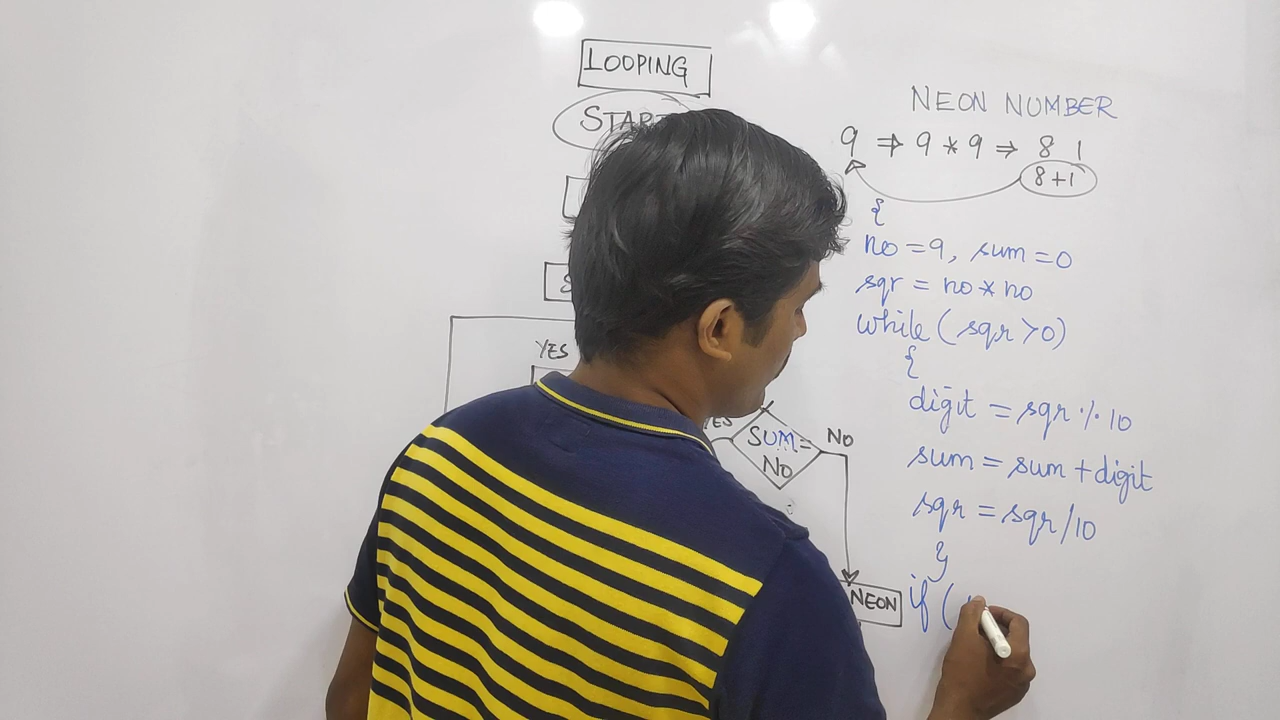 LOOPING
START
YES
YES
SUM=
NO
NO
NEON
NEON NUMBER
9 ⇒ 9 * 9 ⇒ 8 1
8+1
{
no = 9, sum = 0
sqr = no * no
while ( sqr > 0 )
{
digit = sqr % 10
sum = sum + digit
sqr = sqr / 10
}
if (